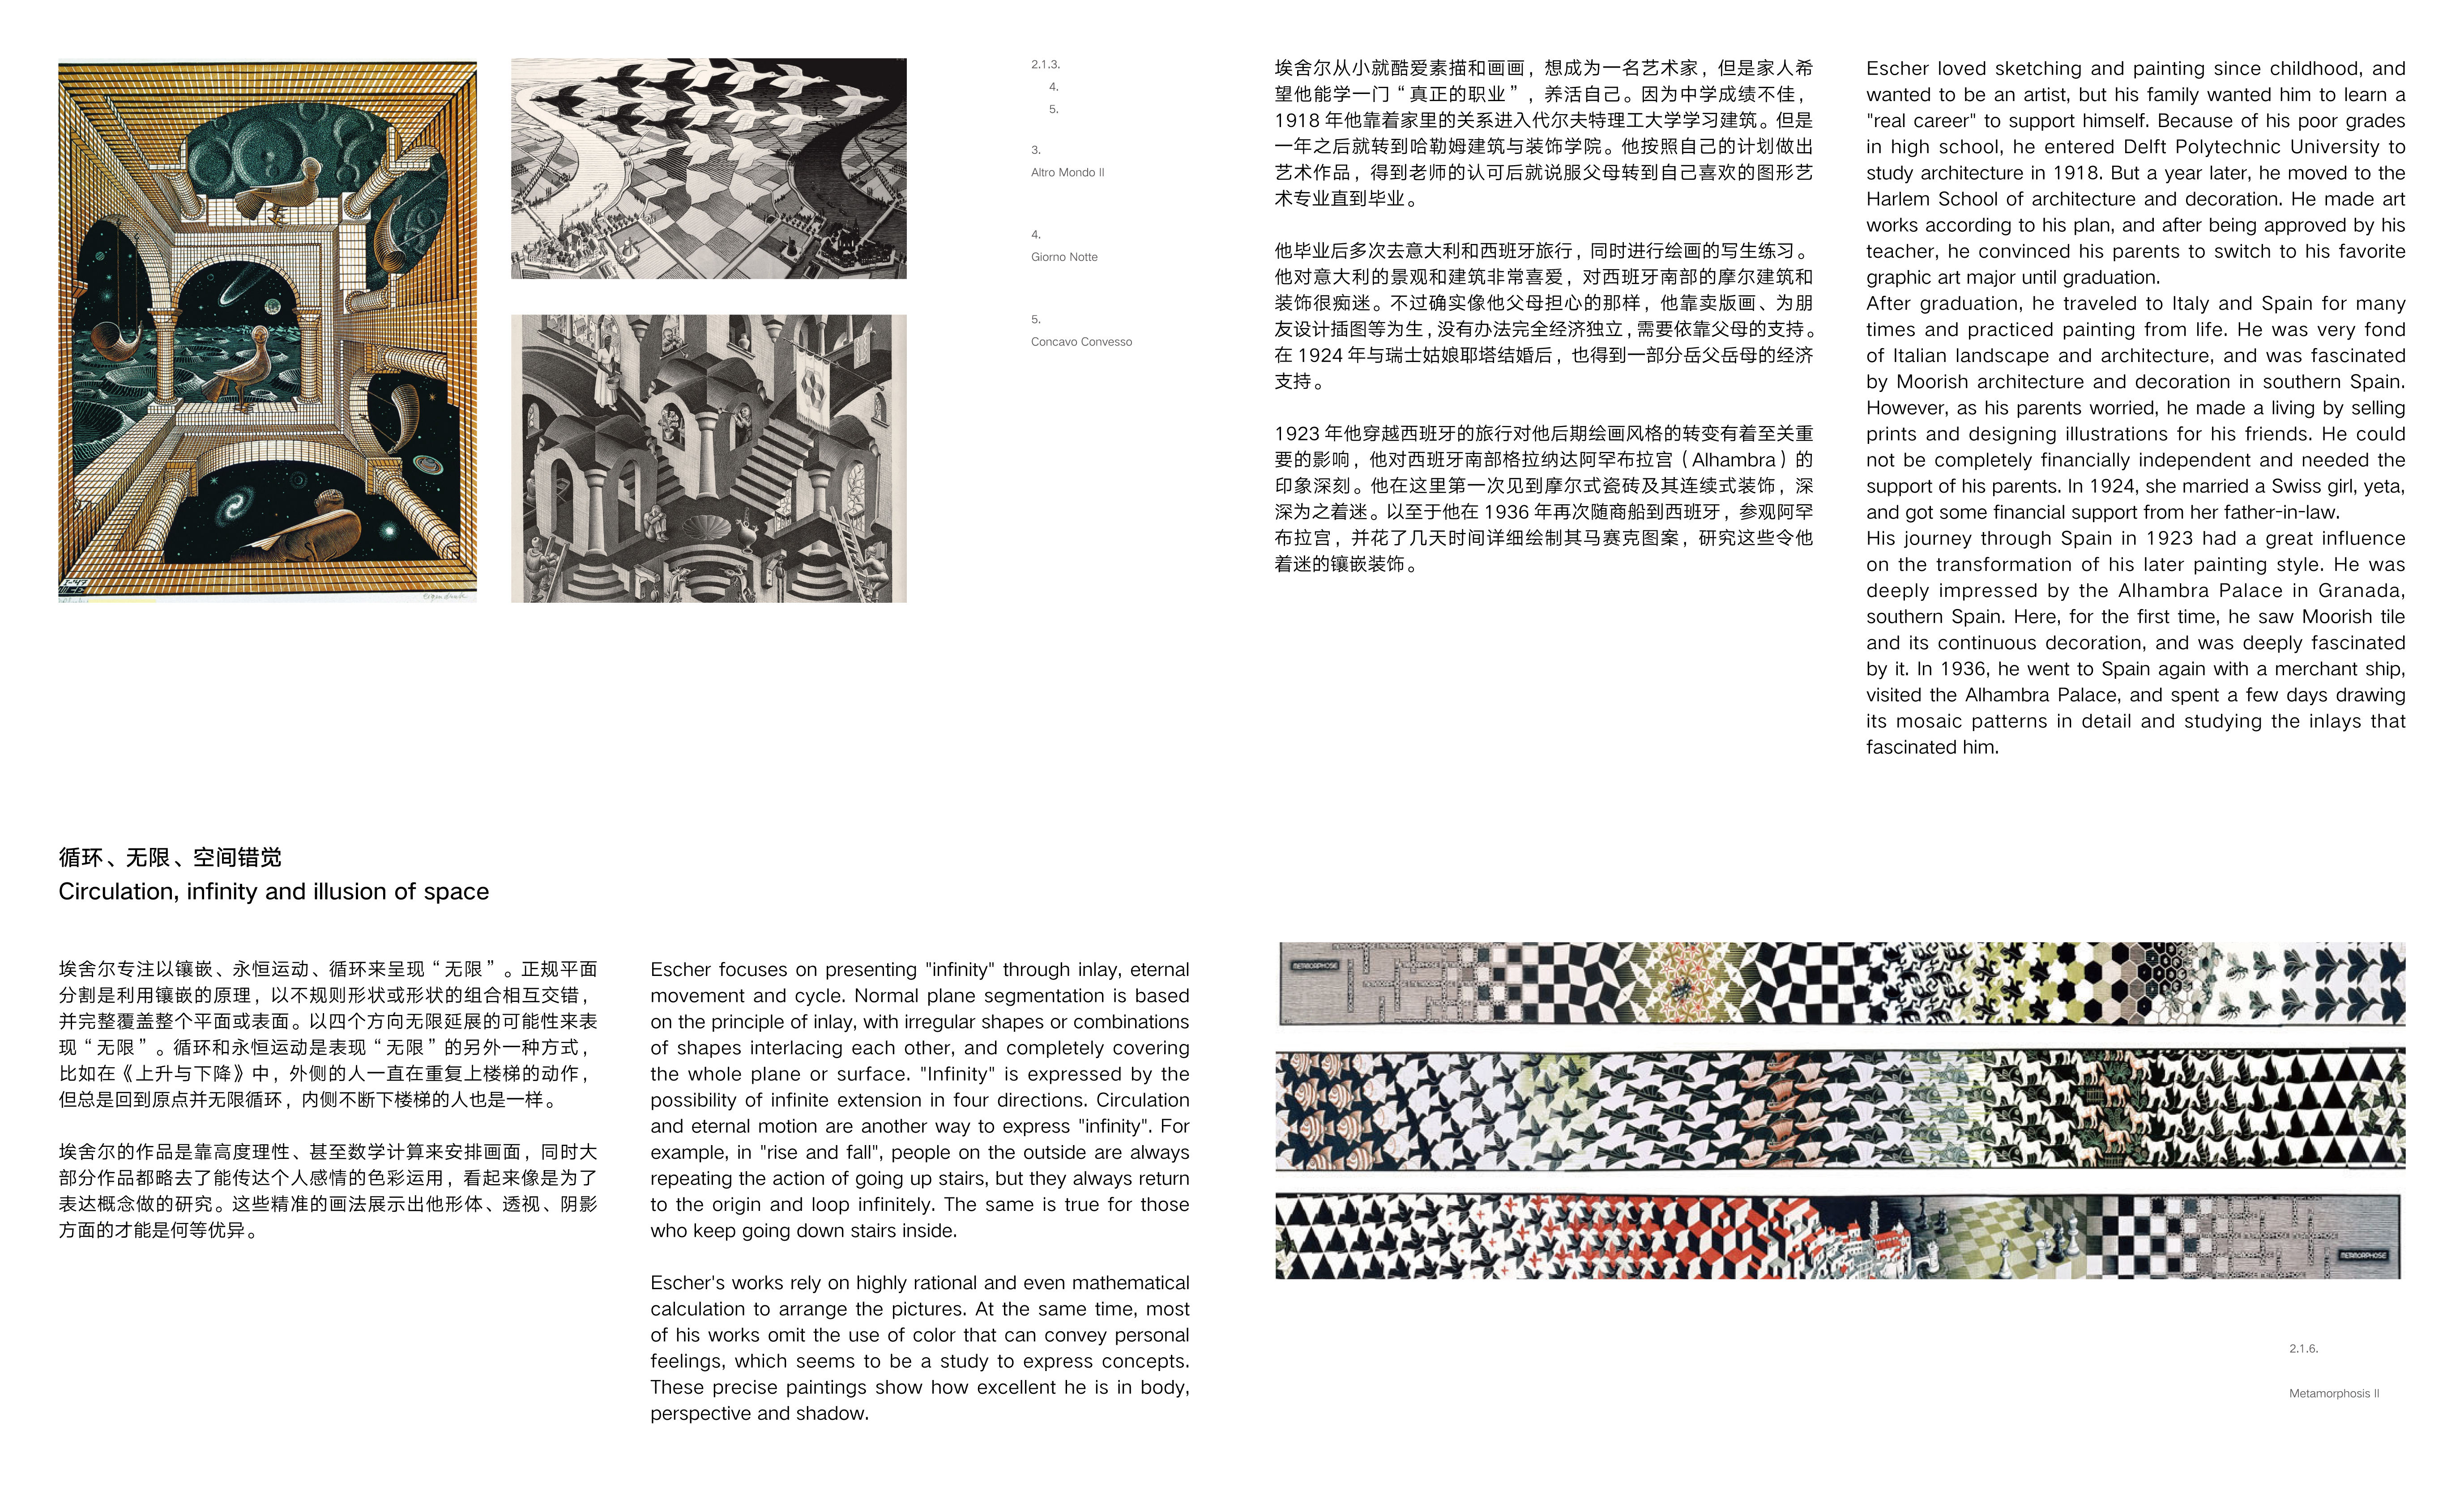 2.1.3.
4.
5.
3.
Altro Mondo II
4.
Giorno Notte
5.
Concavo Convesso
埃舍尔从小就酷爱素描和画画，想成为一名艺术家，但是家人希
望他能学一门“真正的职业”，养活自己。因为中学成绩不佳，
1918 年他靠着家里的关系进入代尔夫特理工大学学习建筑。但是
一年之后就转到哈勒姆建筑与装饰学院。他按照自己的计划做出
艺术作品，得到老师的认可后就说服父母转到自己喜欢的图形艺
术专业直到毕业。
他毕业后多次去意大利和西班牙旅行，同时进行绘画的写生练习。
他对意大利的景观和建筑非常喜爱，对西班牙南部的摩尔建筑和
装饰很痴迷。不过确实像他父母担心的那样，他靠卖版画、为朋
友设计插图等为生，没有办法完全经济独立，需要依靠父母的支持。
在 1924 年与瑞士姑娘耶塔结婚后，也得到一部分岳父岳母的经济
支持。
1923 年他穿越西班牙的旅行对他后期绘画风格的转变有着至关重
要的影响，他对西班牙南部格拉纳达阿罕布拉宫（Alhambra）的
印象深刻。他在这里第一次见到摩尔式瓷砖及其连续式装饰，深
深为之着迷。以至于他在 1936 年再次随商船到西班牙，参观阿罕
布拉宫，并花了几天时间详细绘制其马赛克图案，研究这些令他
着迷的镶嵌装饰。
Escher loved sketching and painting since childhood, and
wanted to be an artist, but his family wanted him to learn a
"real career" to support himself. Because of his poor grades
in high school, he entered Delft Polytechnic University to
study architecture in 1918. But a year later, he moved to the
Harlem School of architecture and decoration. He made art
works according to his plan, and after being approved by his
teacher, he convinced his parents to switch to his favorite
graphic art major until graduation.
After graduation, he traveled to Italy and Spain for many
times and practiced painting from life. He was very fond
of Italian landscape and architecture, and was fascinated
by Moorish architecture and decoration in southern Spain.
However, as his parents worried, he made a living by selling
prints and designing illustrations for his friends. He could
not be completely financially independent and needed the
support of his parents. In 1924, she married a Swiss girl, yeta,
and got some financial support from her father-in-law.
His journey through Spain in 1923 had a great influence
on the transformation of his later painting style. He was
deeply impressed by the Alhambra Palace in Granada,
southern Spain. Here, for the first time, he saw Moorish tile
and its continuous decoration, and was deeply fascinated
by it. In 1936, he went to Spain again with a merchant ship,
visited the Alhambra Palace, and spent a few days drawing
its mosaic patterns in detail and studying the inlays that
fascinated him.
循环、无限、空间错觉
Circulation, infinity and illusion of space
埃舍尔专注以镶嵌、永恒运动、循环来呈现“无限”。正规平面
分割是利用镶嵌的原理，以不规则形状或形状的组合相互交错，
并完整覆盖整个平面或表面。以四个方向无限延展的可能性来表
现“无限”。循环和永恒运动是表现“无限”的另外一种方式，
比如在《上升与下降》中，外侧的人一直在重复上楼梯的动作，
但总是回到原点并无限循环，内侧不断下楼梯的人也是一样。
埃舍尔的作品是靠高度理性、甚至数学计算来安排画面，同时大
部分作品都略去了能传达个人感情的色彩运用，看起来像是为了
表达概念做的研究。这些精准的画法展示出他形体、透视、阴影
方面的才能是何等优异。
Escher focuses on presenting "infinity" through inlay, eternal
movement and cycle. Normal plane segmentation is based
on the principle of inlay, with irregular shapes or combinations
of shapes interlacing each other, and completely covering
the whole plane or surface. "Infinity" is expressed by the
possibility of infinite extension in four directions. Circulation
and eternal motion are another way to express "infinity". For
example, in "rise and fall", people on the outside are always
repeating the action of going up stairs, but they always return
to the origin and loop infinitely. The same is true for those
who keep going down stairs inside.
Escher's works rely on highly rational and even mathematical
calculation to arrange the pictures. At the same time, most
of his works omit the use of color that can convey personal
feelings, which seems to be a study to express concepts.
These precise paintings show how excellent he is in body,
perspective and shadow.
METAMORPHOSE
METAMORPHOSE
2.1.6.
Metamorphosis II